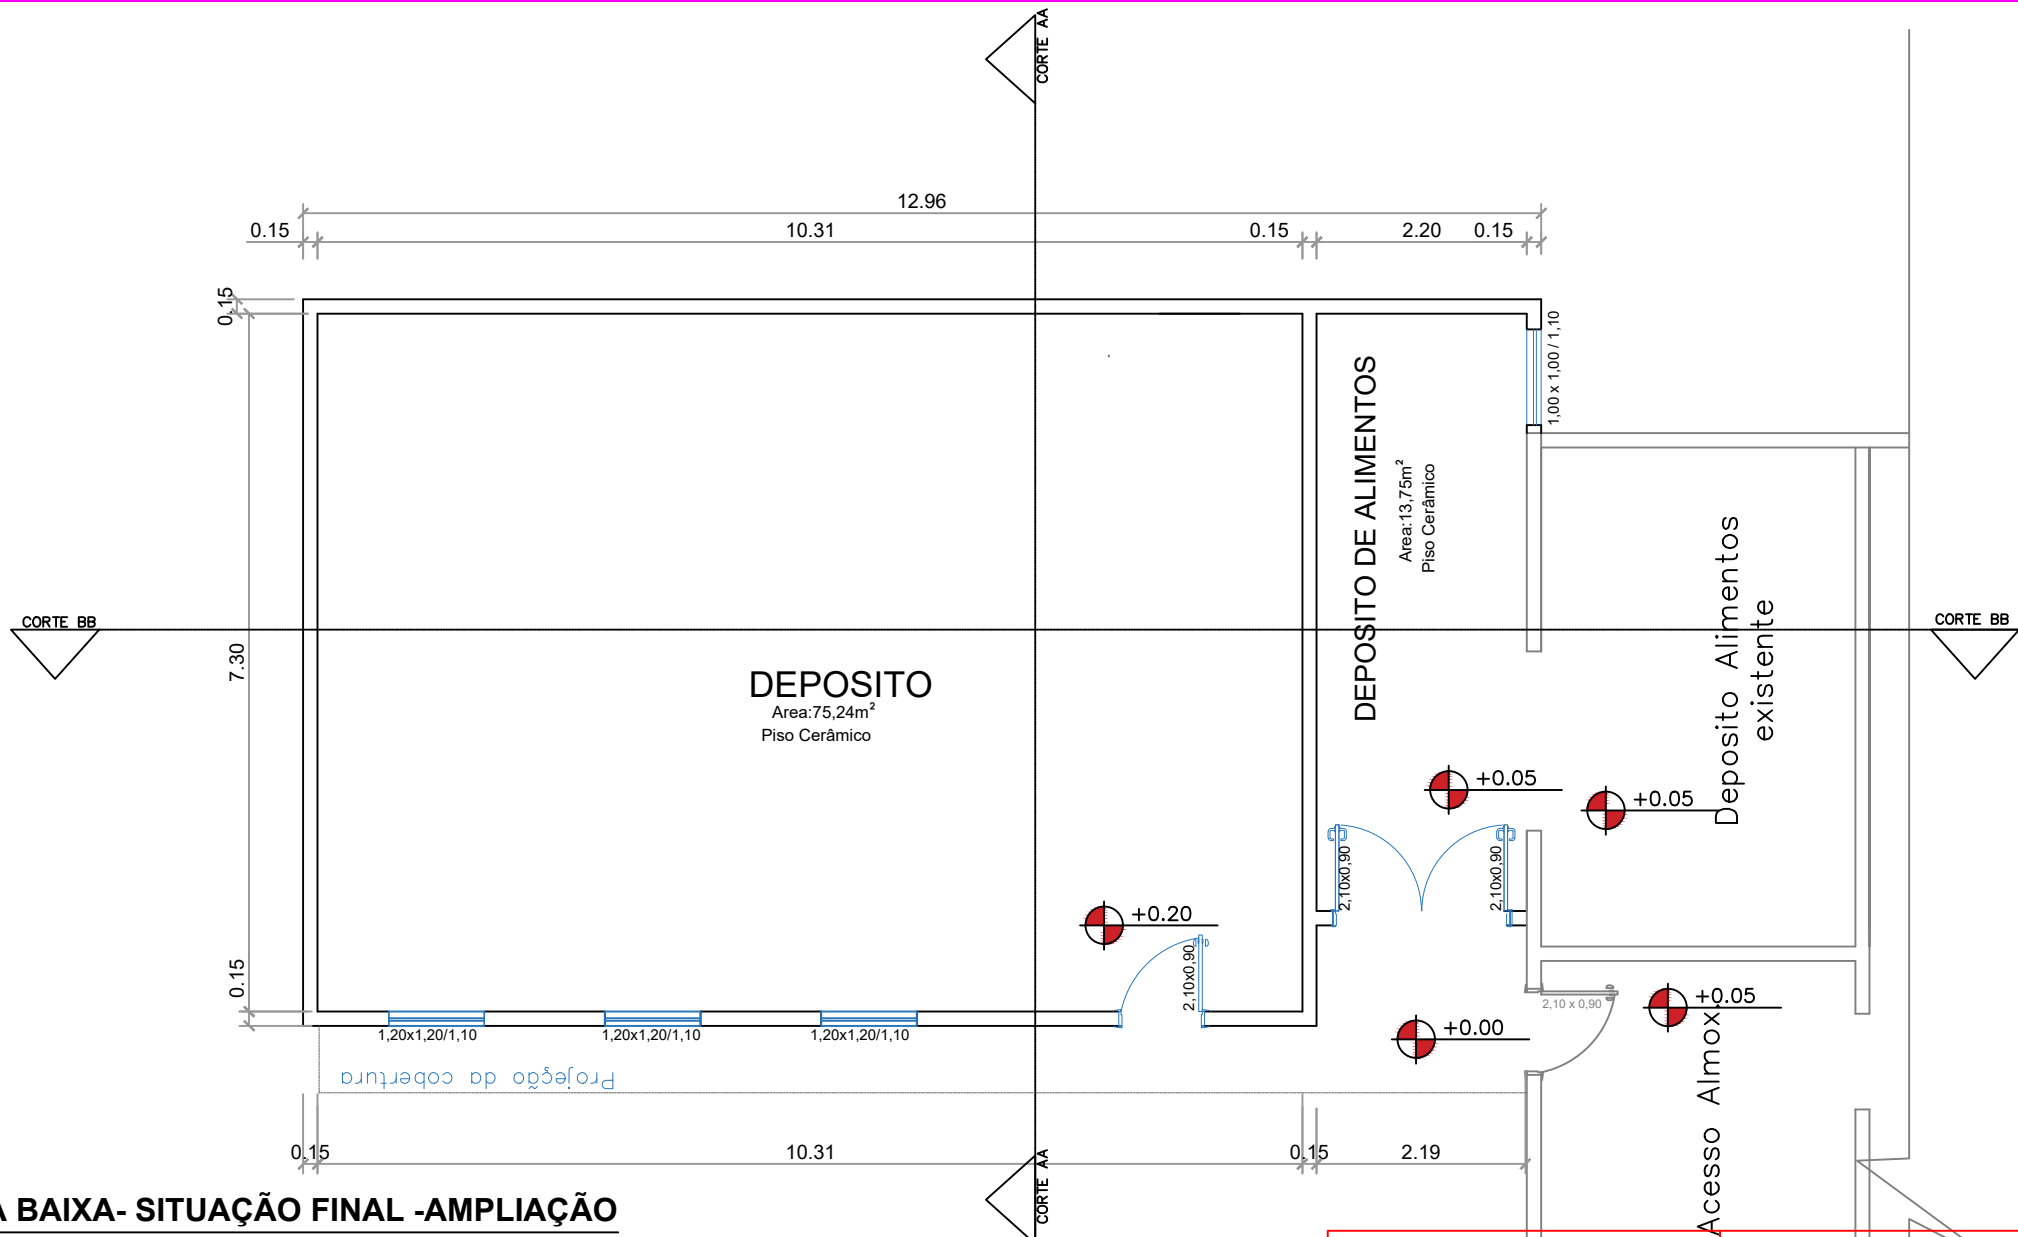 CORTE AA
12.96
0.15
10.31
0.15
2.20
0.15
0.15
1,00 x 1,00 / 1,10
DEPOSITO DE ALIMENTOS
Area:13,75m²
Piso Cerâmico
Deposito Alimentos
existente
CORTE BB
CORTE BB
7.30
DEPOSITO
Area:75,24m²
Piso Cerâmico
+0.05
+0.05
2,10x0,90
2,10x0,90
+0.20
2,10x0,90
0.15
+0.05
2,10 x 0,90
+0.00
1,20x1,20/1,10
1,20x1,20/1,10
1,20x1,20/1,10
Projeção da cobertura
Acesso Almoxi
0.15
10.31
0.15
2.19
CORTE AA
A BAIXA- SITUAÇÃO FINAL -AMPLIAÇÃO